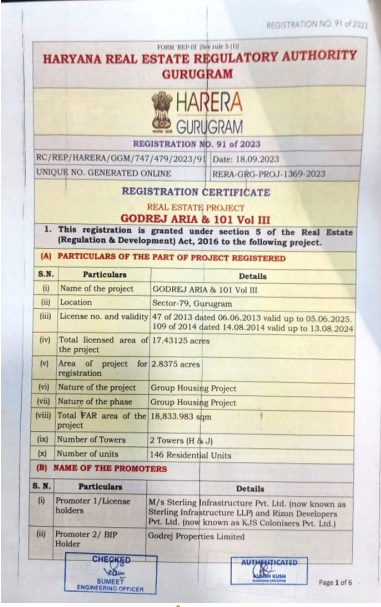 REGISTRATION NO. 91 of 2023
FORM 'REP-III' [See rule 5 (1)]
HARYANA REAL ESTATE REGULATORY AUTHORITY
GURUGRAM
HARERA
GURUGRAM
REGISTRATION NO. 91 of 2023
RC/REP/HARERA/GGM/747/479/2023/91 Date: 18.09.2023
UNIQUE NO. GENERATED ONLINE RERA-GRG-PROJ-1369-2023
REGISTRATION CERTIFICATE
REAL ESTATE PROJECT
GODREJ ARIA & 101 Vol III
1. This registration is granted under section 5 of the Real Estate
(Regulation & Development) Act, 2016 to the following project.
(A) PARTICULARS OF THE PART OF PROJECT REGISTERED
S.N. Particulars Details
(i) Name of the project GODREJ ARIA & 101 Vol III
(ii) Location Sector-79, Gurugram
(iii) License no. and validity 47 of 2013 dated 06.06.2013 valid up to 05.06.2025.
109 of 2014 dated 14.08.2014 valid up to 13.08.2024
(iv) Total licensed area of the project 17.43125 acres
(v) Area of project for registration 2.8375 acres
(vi) Nature of the project Group Housing Project
(vii) Nature of the phase Group Housing Project
(viii) Total FAR area of the project 18,833.983 sqm
(ix) Number of Towers 2 Towers (H & J)
(x) Number of units 146 Residential Units
(B) NAME OF THE PROMOTERS
S. N. Particulars Details
(i) Promoter 1/License holders M/s Sterling Infrastructure Pvt. Ltd. (now known as
Sterling Infrastructure LLP) and Rizon Developers
Pvt. Ltd. (now known as KJS Colonisers Pvt. Ltd.)
(ii) Promoter 2/ BIP Holder Godrej Properties Limited
CHECKED
SUMEET
ENGINEERING OFFICER
AUTHENTICATED
KUSH
Page 1 of 6